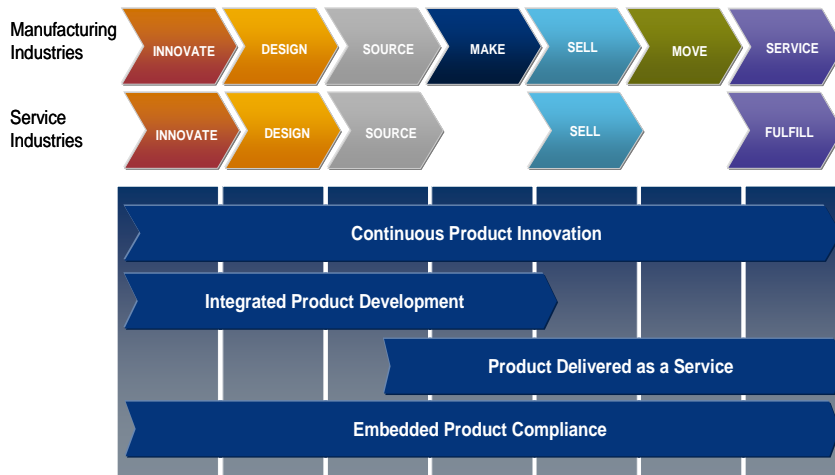 Manufacturing
Industries
INNOVATE
DESIGN
SOURCE
MAKE
SELL
MOVE
SERVICE
Service
Industries
INNOVATE
DESIGN
SOURCE
SELL
FULFILL
Continuous Product Innovation
Integrated Product Development
Product Delivered as a Service
Embedded Product Compliance